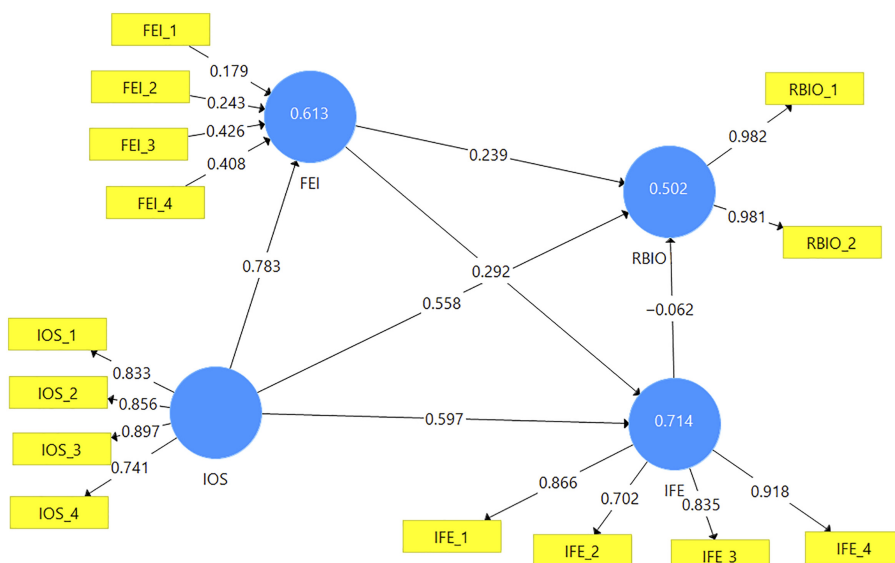 FEI_1
0.179
FEI_2
0.243
FEI_3
0.426
FEI_4
0.408
0.613
FEI
0.239
RBIO_1
0.982
0.502
0.981
RBIO_2
RBIO
0.783
0.292
0.558
−0.062
IOS_1
0.833
IOS_2
0.856
IOS_3
0.897
IOS_4
0.741
IOS
0.597
0.714
IFE
0.866
0.702
0.835
0.918
IFE_1
IFE_2
IFE_3
IFE_4